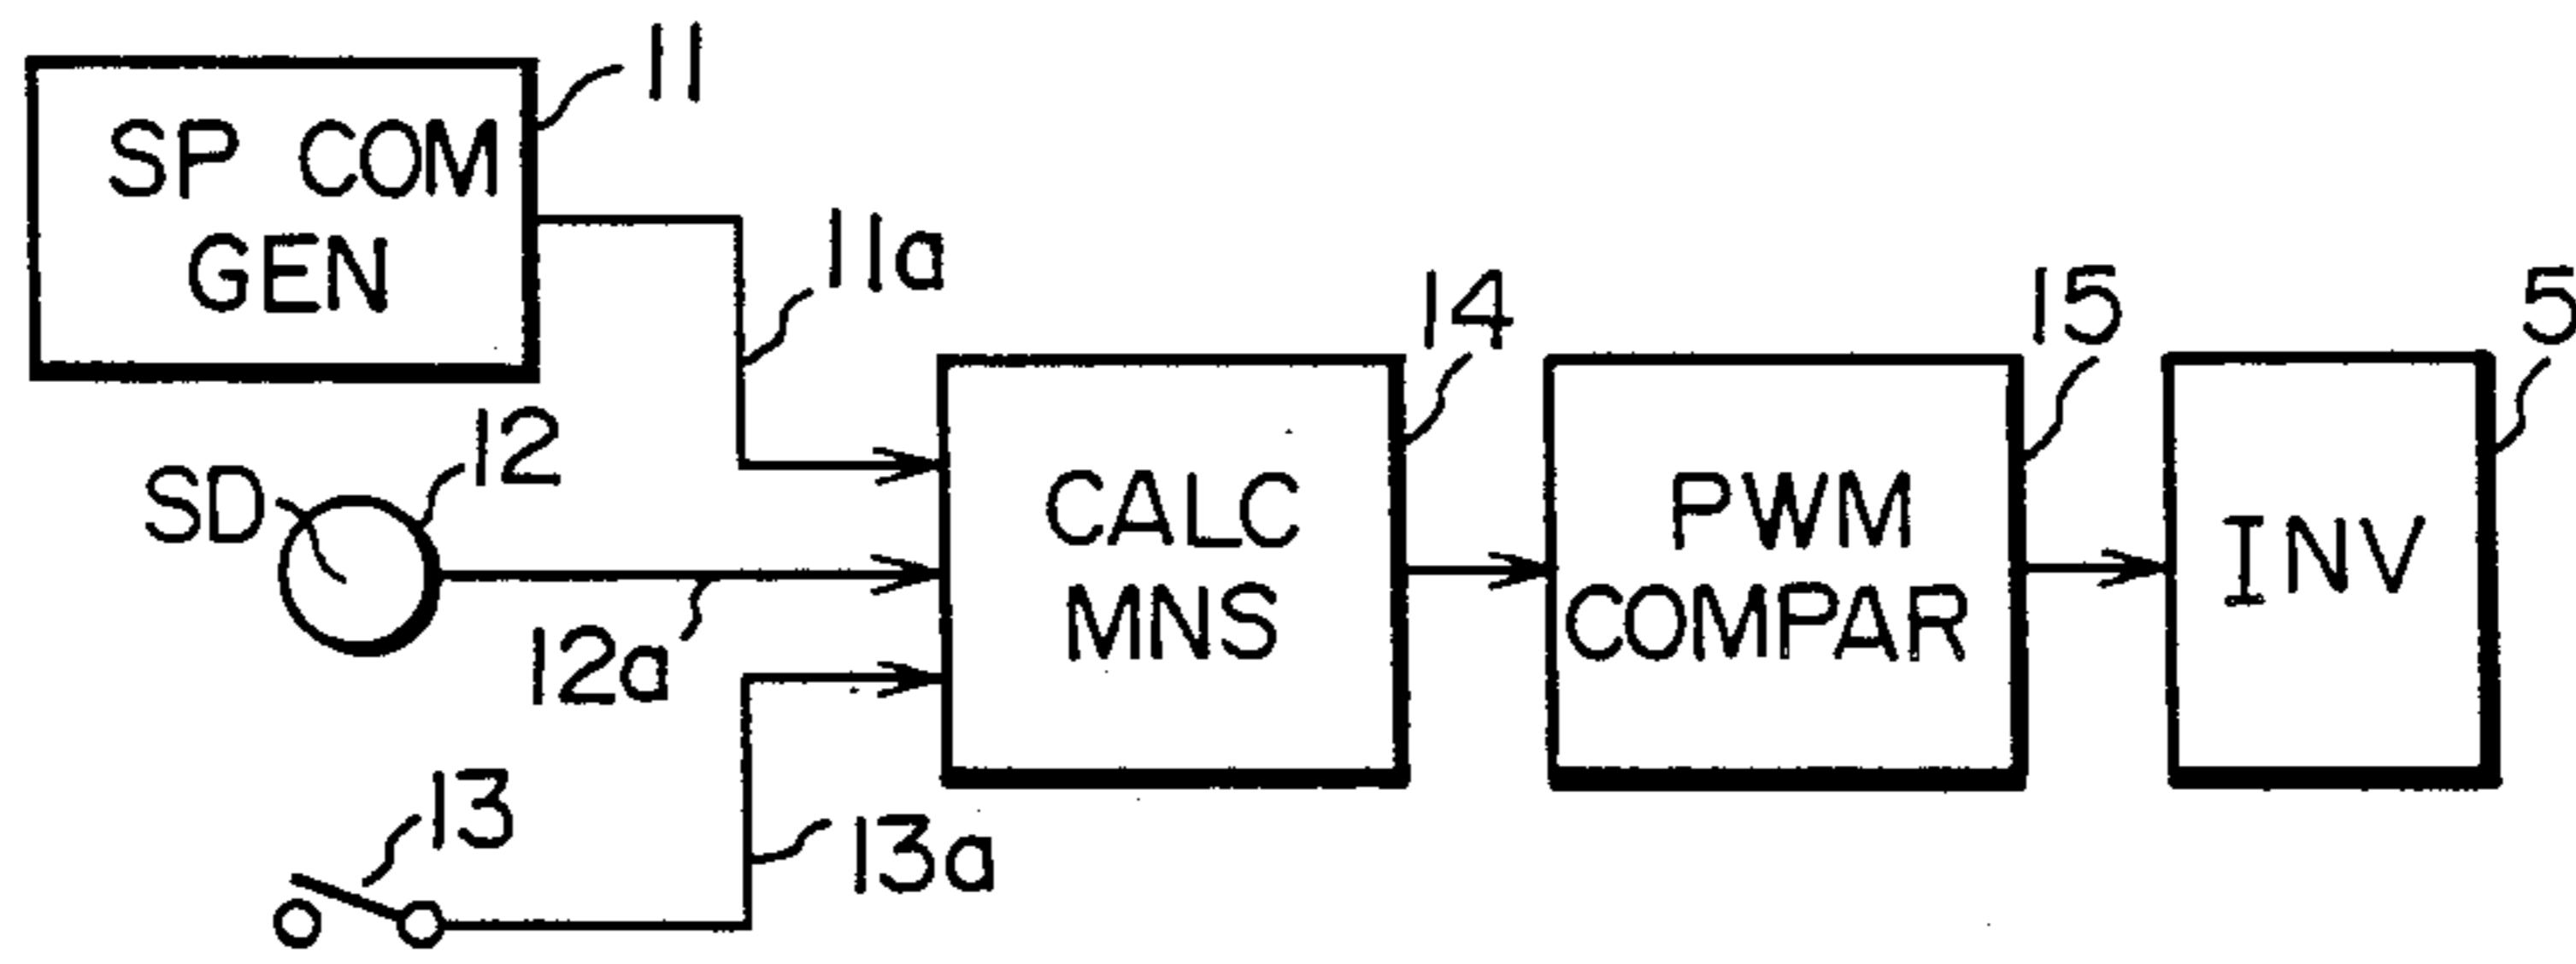 11
SP COM
GEN
11a
12
SD
12a
13
13a
14
CALC
MNS
15
PWM
COMPAR
5
INV